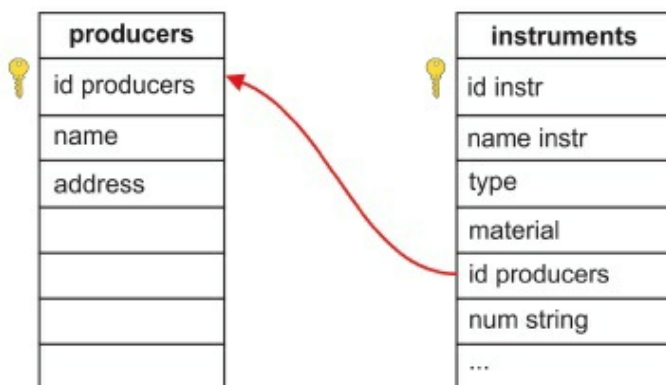 producers
id producers
name
address
instruments
id instr
name instr
type
material
id producers
num string
...